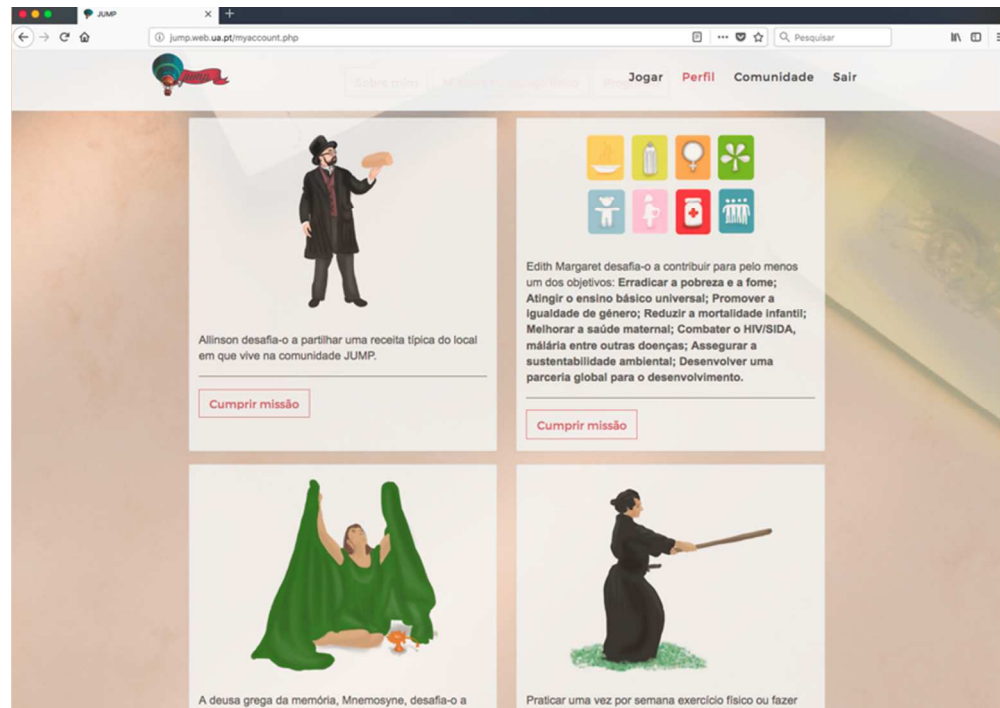 JUMP
jump.web.ua.pt/myaccount.php
Pesquisar
Jump
Sobre mim
Jogar
Perfil
Comunidade
Sair
Allinson desafia-o a partilhar uma receita típica do local
em que vive na comunidade JUMP.
Cumprir missão
Edith Margaret desafia-o a contribuir para pelo menos
um dos objetivos: Erradicar a pobreza e a fome;
Atingir o ensino básico universal; Promover a
igualdade de género; Reduzir a mortalidade infantil;
Melhorar a saúde maternal; Combater o HIV/SIDA,
málária entre outras doenças; Assegurar a
sustentabilidade ambiental; Desenvolver uma
parceria global para o desenvolvimento.
Cumprir missão
A deusa grega da memória, Mnemosyne, desafia-o a
Praticar uma vez por semana exercício físico ou fazer